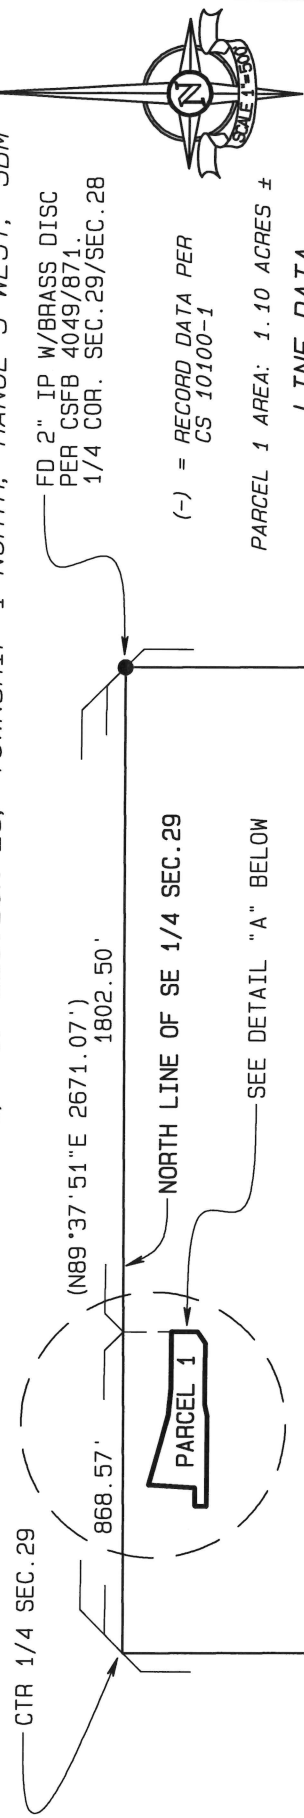 TOWNSHIP 1 NORTH, RANGE 5 WEST, SBM
CTR 1/4 SEC.29
FD 2" IP W/BRASS DISC
PER CSFB 4049/871.
1/4 COR. SEC.29/SEC.28
(N89°37'51"E 2671.07')
868.57'
1802.50'
NORTH LINE OF SE 1/4 SEC.29
PARCEL 1
SEE DETAIL "A" BELOW
N
SCALE 1"=500'
(-) = RECORD DATA PER
CS 10100-1
PARCEL 1 AREA: 1.10 ACRES ±
LINE DATA